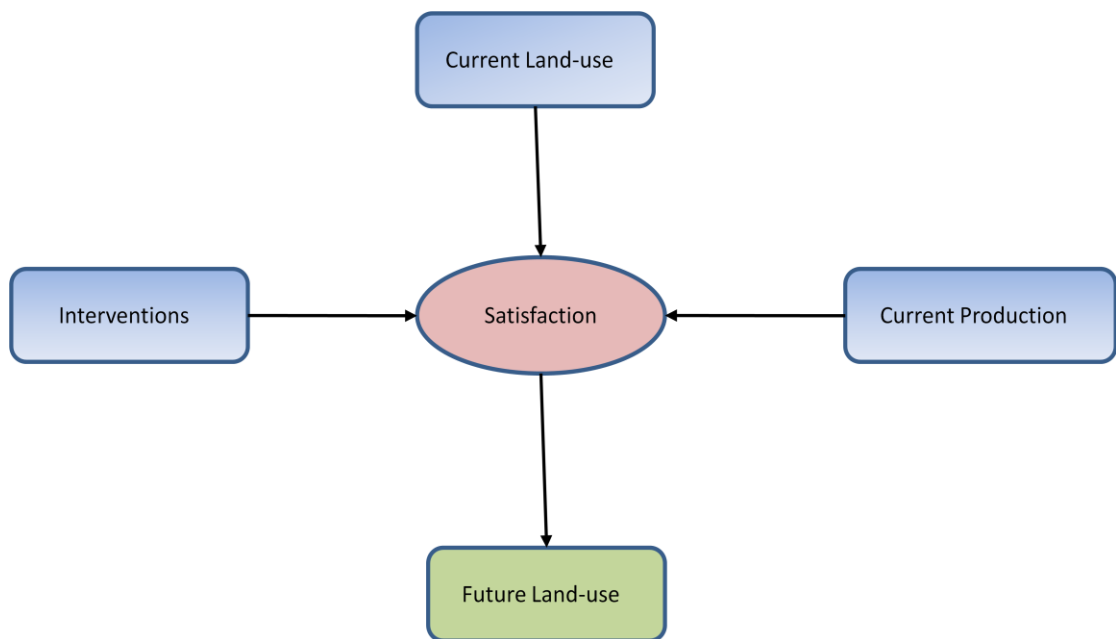 Current Land-use
Interventions
Satisfaction
Current Production
Future Land-use